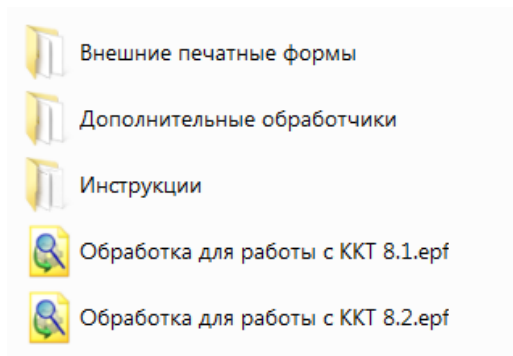 Внешние печатные формы
Дополнительные обработчики
Инструкции
Обработка для работы с ККТ 8.1.epf
Обработка для работы с ККТ 8.2.epf